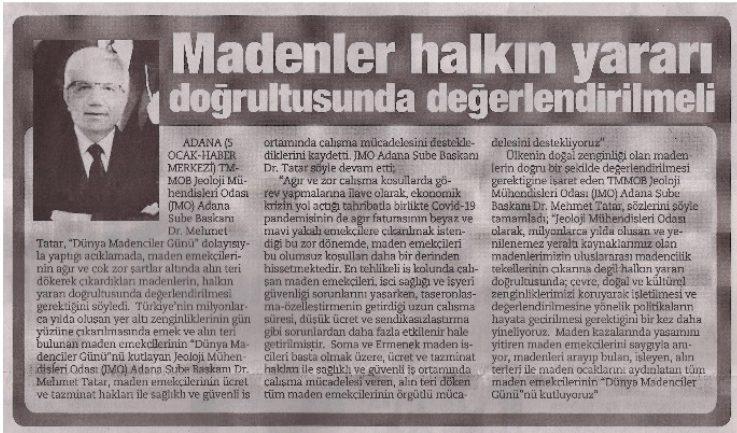 Madenler halkın yararı
doğrultusunda değerlendirilmeli
ADANA (5
OCAK-HABER
MERKEZİ) TM-
MOB Jeoloji Mü-
hendisleri Odası
(JMO) Adana
Şube Başkanı
Dr. Mehmet
Tatar, "Dünya Madenciler Günü" dolayısıy-
la yaptığı açıklamada, maden emekçileri-
nin ağır ve çok zor şartlar altında alın teri
dökerek çıkardıkları madenlerin, halkın
yararı doğrultusunda değerlendirilmesi
gerektiğini söyledi. Türkiye'nin milyonlar-
ca yılda oluşan yer altı zenginliklerinin gün
yüzüne çıkarılmasında emek ve alın teri
bulunan maden emekçilerinin "Dünya Ma-
denciler Günü"nü kutlayan Jeoloji Mühen-
disleri Odası (JMO) Adana Şube Başkanı Dr.
Mehmet Tatar, maden emekçilerinin ücret
ve tazminat hakları ile sağlıklı ve güvenli iş
ortamında çalışma mücadelesini destekle-
diklerini kaydetti. JMO Adana Şube Başkanı
Dr. Tatar şöyle devam etti;
"Ağır ve zor çalışma koşullarda gö-
rev yapmalarına ilave olarak, ekonomik
krizin yol açtığı tahribatla birlikte Covid-19
pandemisinin de ağır faturasının beyaz ve
mavi yakalı emekçilere çıkarılmak isten-
diği bu zor dönemde, maden emekçileri
bu olumsuz koşulları daha bir derinden
hissetmektedir. En tehlikeli iş kolunda çalı-
şan maden emekçileri, işçi sağlığı ve işyeri
güvenliği sorunlarını yaşarken, taşeronlaş-
ma-özelleştirmenin getirdiği uzun çalışma
süresi, düşük ücret ve sendikasızlaştırma
gibi sorunlardan daha fazla etkilenir hale
getirilmiştir. Soma ve Ermenek maden iş-
çileri başta olmak üzere, ücret ve tazminat
hakları ile sağlıklı ve güvenli iş ortamında
çalışma mücadelesi veren, alın teri döken
tüm maden emekçilerinin örgütlü müca-
delesini destekliyoruz"
Ülkenin doğal zenginliği olan maden-
lerin doğru bir şekilde değerlendirilmesi
gerektiğine işaret eden TMMOB Jeoloji
Mühendisleri Odası (JMO) Adana Şube
Başkanı Dr. Mehmet Tatar, sözlerini şöyle
tamamladı; "Jeoloji Mühendisleri Odası
olarak, milyonlarca yılda oluşan ve ye-
nilenemez yeraltı kaynaklarımız olan
madenlerimizin uluslararası madencilik
tekellerinin çıkarına değil halkın yararı
doğrultusunda; çevre, doğal ve kültürel
zenginliklerimizi koruyarak işletilmesi ve
değerlendirilmesine yönelik politikaların
hayata geçirilmesi gerektiğini bir kez daha
yineliyoruz. Maden kazalarında yaşamını
yitiren maden emekçilerini saygıyla anı-
yor, madenleri arayıp bulan, işleyen, alın
terleri ile maden ocaklarını aydınlatan tüm
maden emekçilerinin "Dünya Madenciler
Günü"nü kutluyoruz"